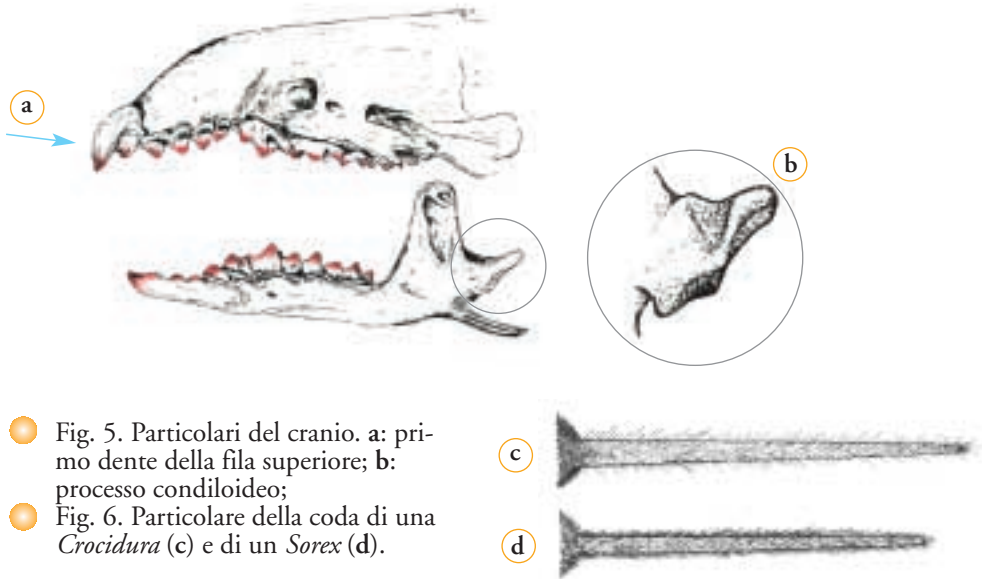 a
b
Fig. 5. Particolari del cranio. a: pri-
mo dente della fila superiore; b:
processo condiloideo;
Fig. 6. Particolare della coda di una
Crocidura (c) e di un Sorex (d).
c
d